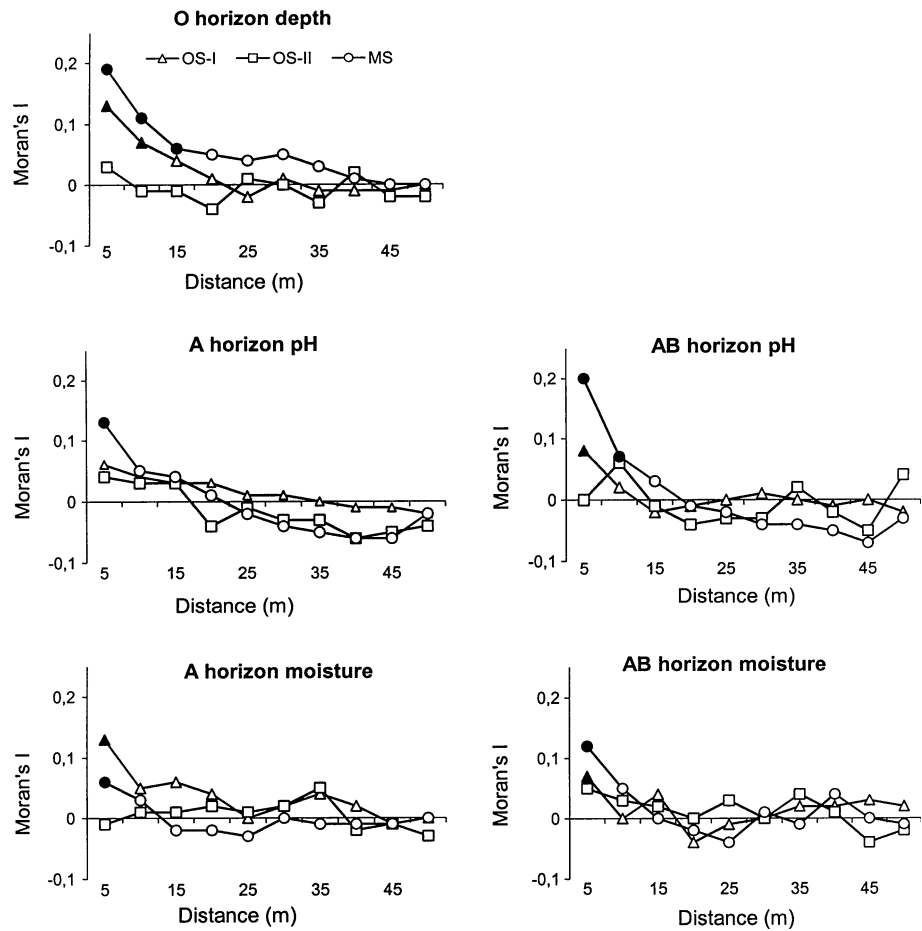 O horizon depth
OS-I OS-II MS
0,2
0,1
0
-0,1
Moran's I
5 15 25 35 45
Distance (m)
A horizon pH
0,2
0,1
0
-0,1
Moran's I
5 15 25 35 45
Distance (m)
AB horizon pH
0,2
0,1
0
-0,1
Moran's I
5 15 25 35 45
Distance (m)
A horizon moisture
0,2
0,1
0
-0,1
Moran's I
5 15 25 35 45
Distance (m)
AB horizon moisture
0,2
0,1
0
-0,1
Moran's I
5 15 25 35 45
Distance (m)